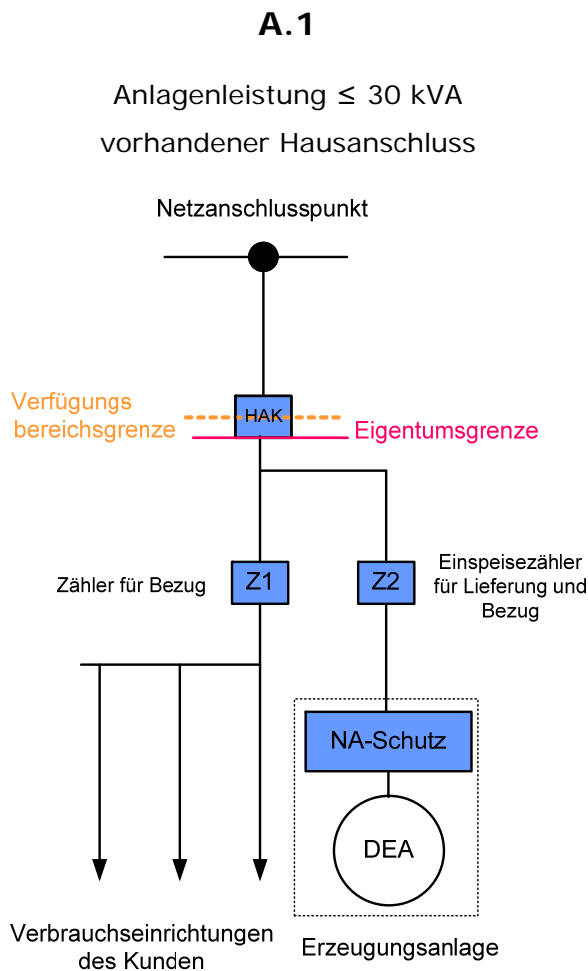 A.1
Anlagenleistung ≤ 30 kVA
vorhandener Hausanschluss
Netzanschlusspunkt
Verfügungs
bereichsgrenze
HAK
Eigentumsgrenze
Zähler für Bezug
Z1
Z2
Einspeisezähler
für Lieferung und
Bezug
NA-Schutz
DEA
Verbrauchseinrichtungen
des Kunden
Erzeugungsanlage